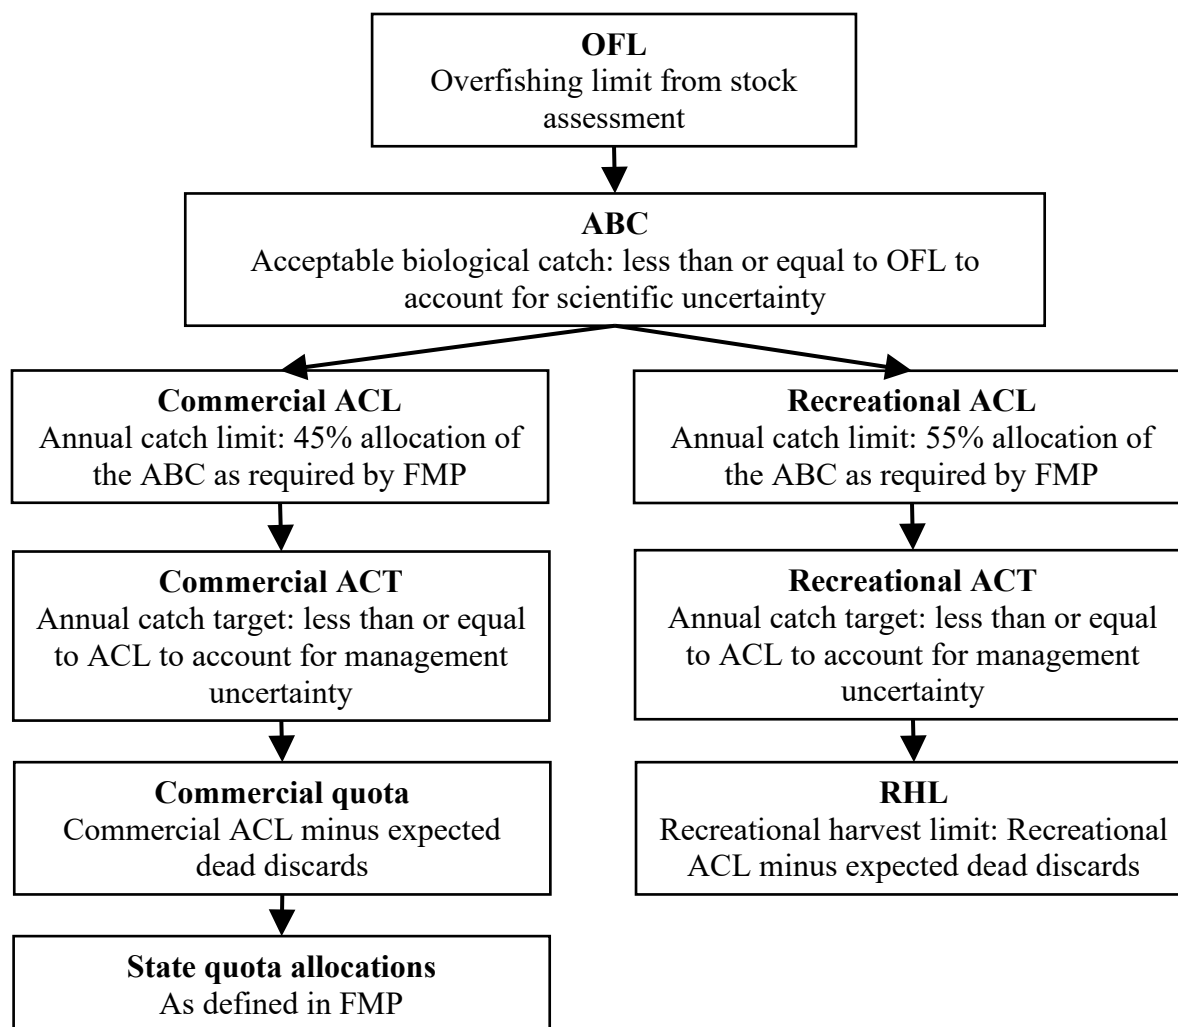 OFL
Overfishing limit from stock
assessment
ABC
Acceptable biological catch: less than or equal to OFL to
account for scientific uncertainty
Commercial ACL
Annual catch limit: 45% allocation of
the ABC as required by FMP
Recreational ACL
Annual catch limit: 55% allocation of
the ABC as required by FMP
Commercial ACT
Annual catch target: less than or equal
to ACL to account for management
uncertainty
Recreational ACT
Annual catch target: less than or equal
to ACL to account for management
uncertainty
Commercial quota
Commercial ACL minus expected
dead discards
RHL
Recreational harvest limit: Recreational
ACL minus expected dead discards
State quota allocations
As defined in FMP